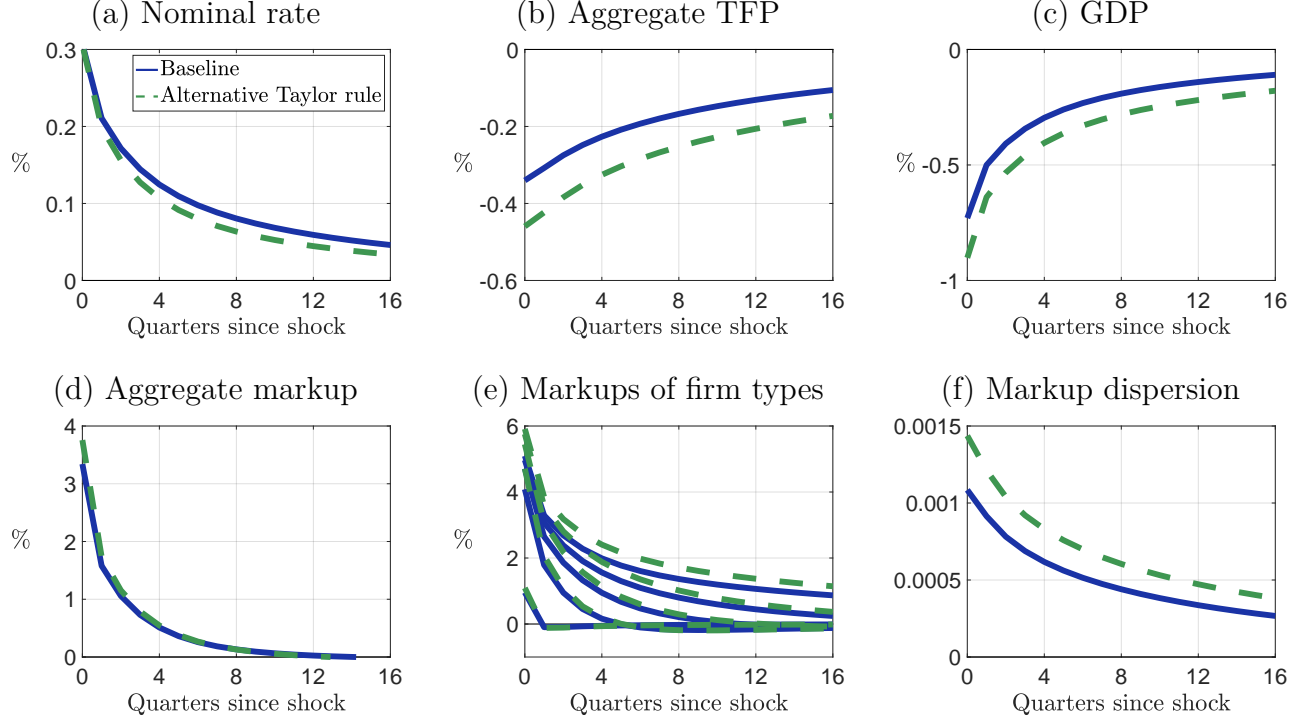 (a) Nominal rate
0.3
0.2
0.1
0
%
Baseline
Alternative Taylor rule
0 4 8 12 16
Quarters since shock
(b) Aggregate TFP
0
-0.2
-0.4
-0.6
%
0 4 8 12 16
Quarters since shock
(c) GDP
0
-0.5
-1
%
0 4 8 12 16
Quarters since shock
(d) Aggregate markup
4
3
2
1
0
%
0 4 8 12 16
Quarters since shock
(e) Markups of firm types
6
4
2
0
%
0 4 8 12 16
Quarters since shock
(f) Markup dispersion
0.0015
0.001
0.0005
0
0 4 8 12 16
Quarters since shock